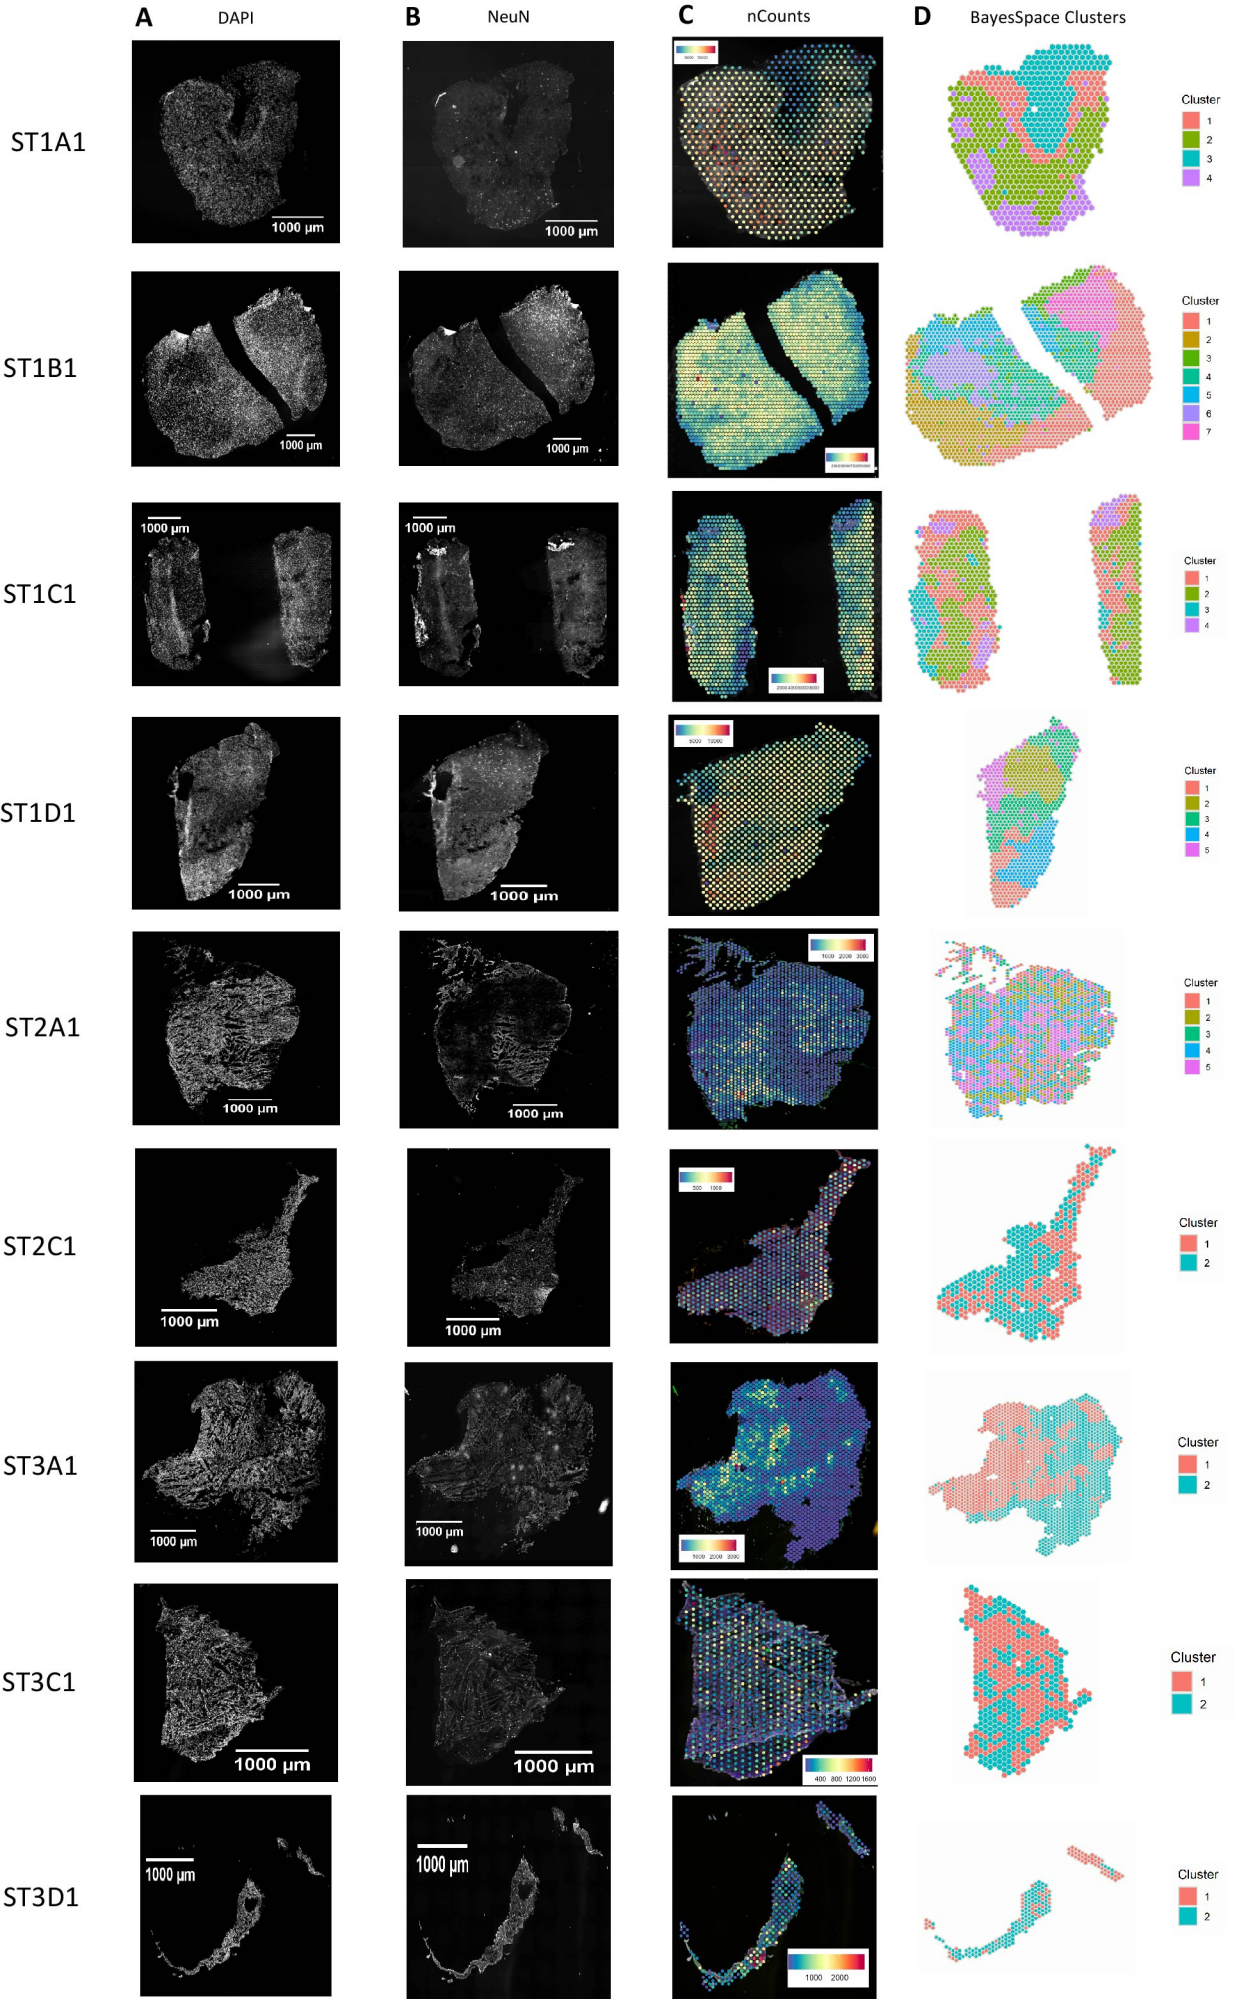 A DAPI B NeuN C nCounts D BayesSpace Clusters
ST1A1
1000 µm
1000 µm
Cluster
1
2
3
4
ST1B1
1000 µm
1000 µm
Cluster
1
2
3
4
5
6
7
ST1C1
1000 µm
1000 µm
Cluster
1
2
3
4
ST1D1
1000 µm
1000 µm
5000 10000
Cluster
1
2
3
4
5
ST2A1
1000 µm
1000 µm
1000 2000 3000
Cluster
1
2
3
4
5
ST2C1
1000 µm
1000 µm
500 1000
Cluster
1
2
ST3A1
1000 µm
1000 µm
1000 2000 3000
Cluster
1
2
ST3C1
1000 µm
1000 µm
400 800 1200 1600
Cluster
1
2
ST3D1
1000 µm
1000 µm
1000 2000
Cluster
1
2